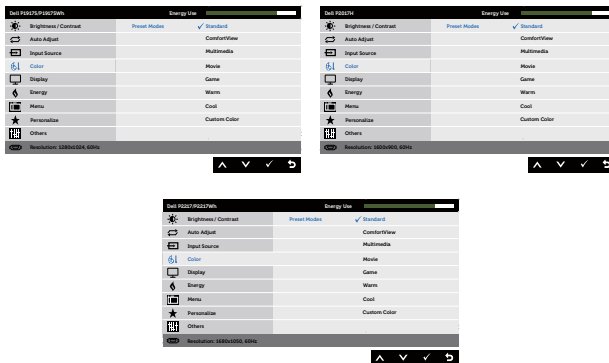 Dell P1917S/P1917SWh Energy Use
Brightness / Contrast Preset Modes ✓ Standard
Auto Adjust ComfortView
Input Source Multimedia
Color Movie
Display Game
Energy Warm
Menu Cool
Personalize Custom Color
Others
Resolution: 1280x1024, 60Hz
Dell P2017H Energy Use
Brightness / Contrast Preset Modes ✓ Standard
Auto Adjust ComfortView
Input Source Multimedia
Color Movie
Display Game
Energy Warm
Menu Cool
Personalize Custom Color
Others
Resolution: 1600x900, 60Hz
Dell P2217/P2217Wh Energy Use
Brightness / Contrast Preset Modes ✓ Standard
Auto Adjust ComfortView
Input Source Multimedia
Color Movie
Display Game
Energy Warm
Menu Cool
Personalize Custom Color
Others
Resolution: 1680x1050, 60Hz